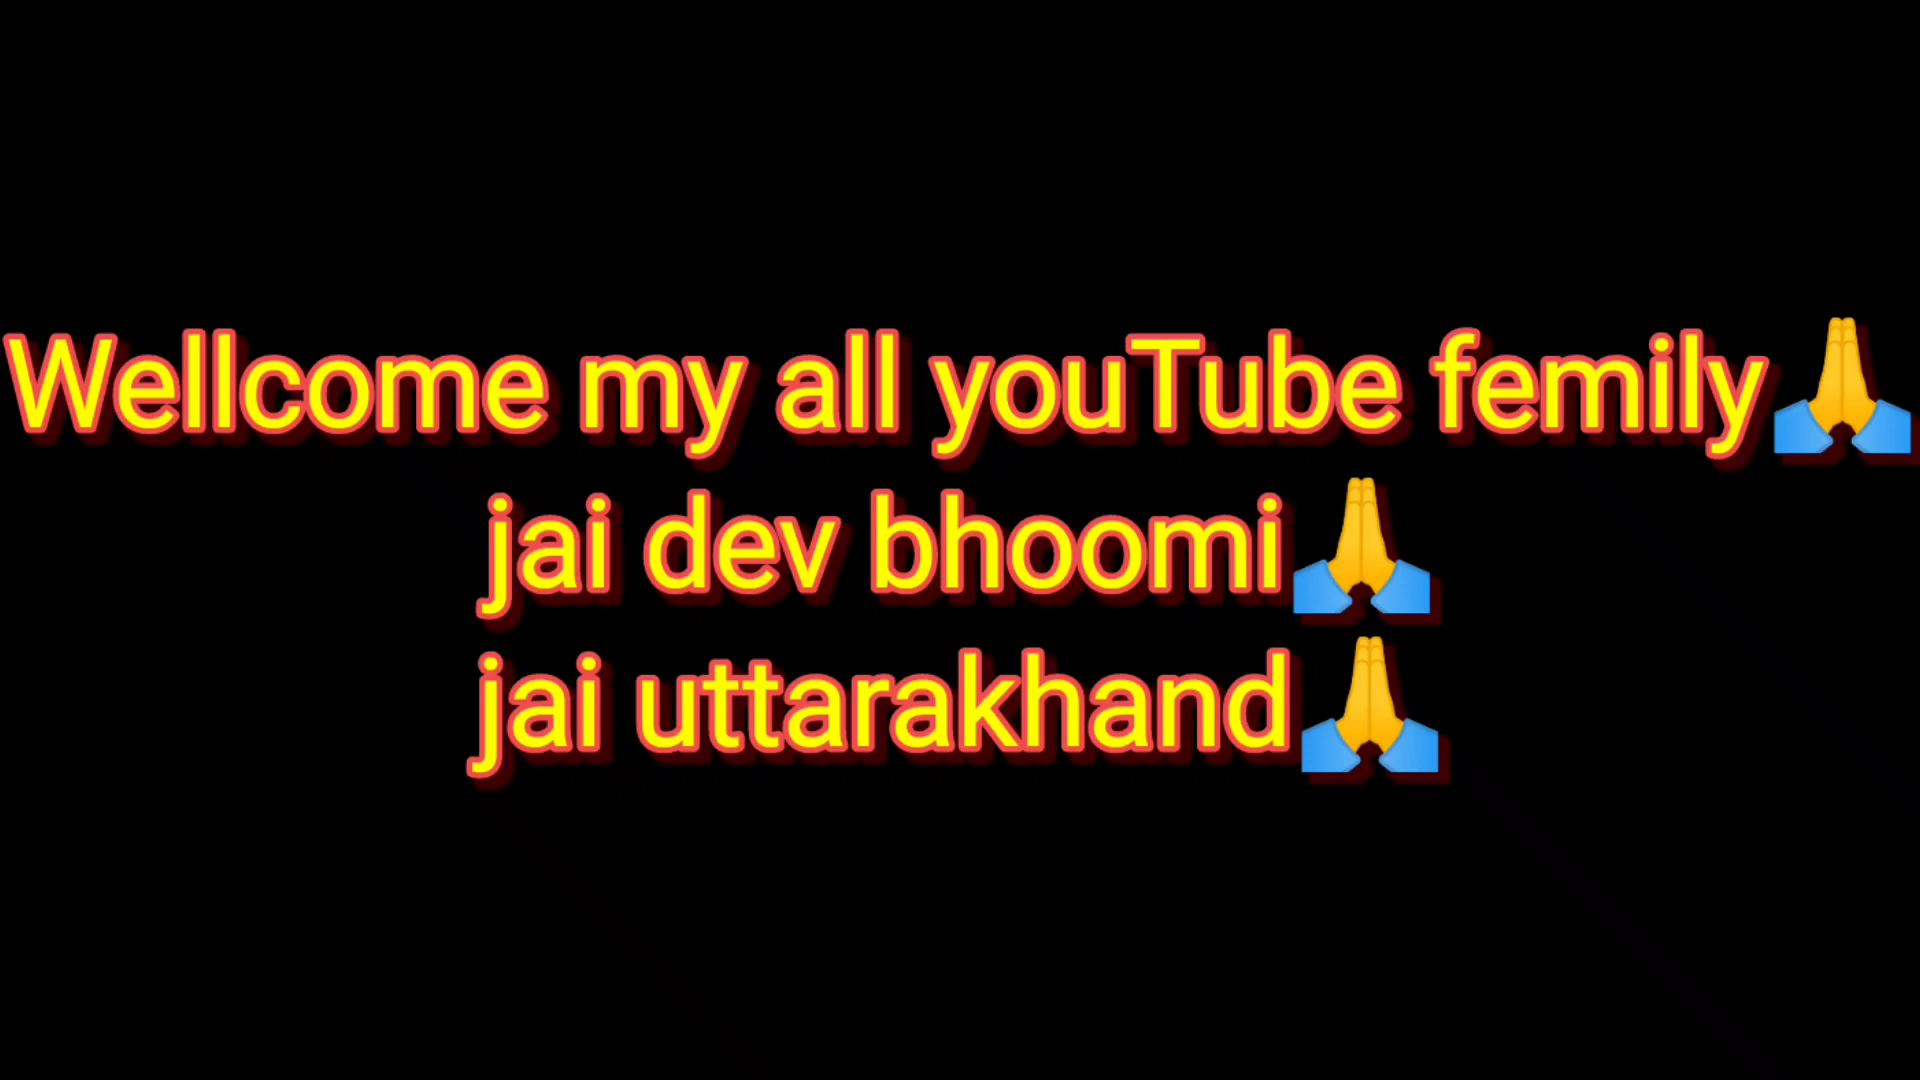 Wellcome my all youTube femily🙏
jai dev bhoomi🙏
jai uttarakhand🙏